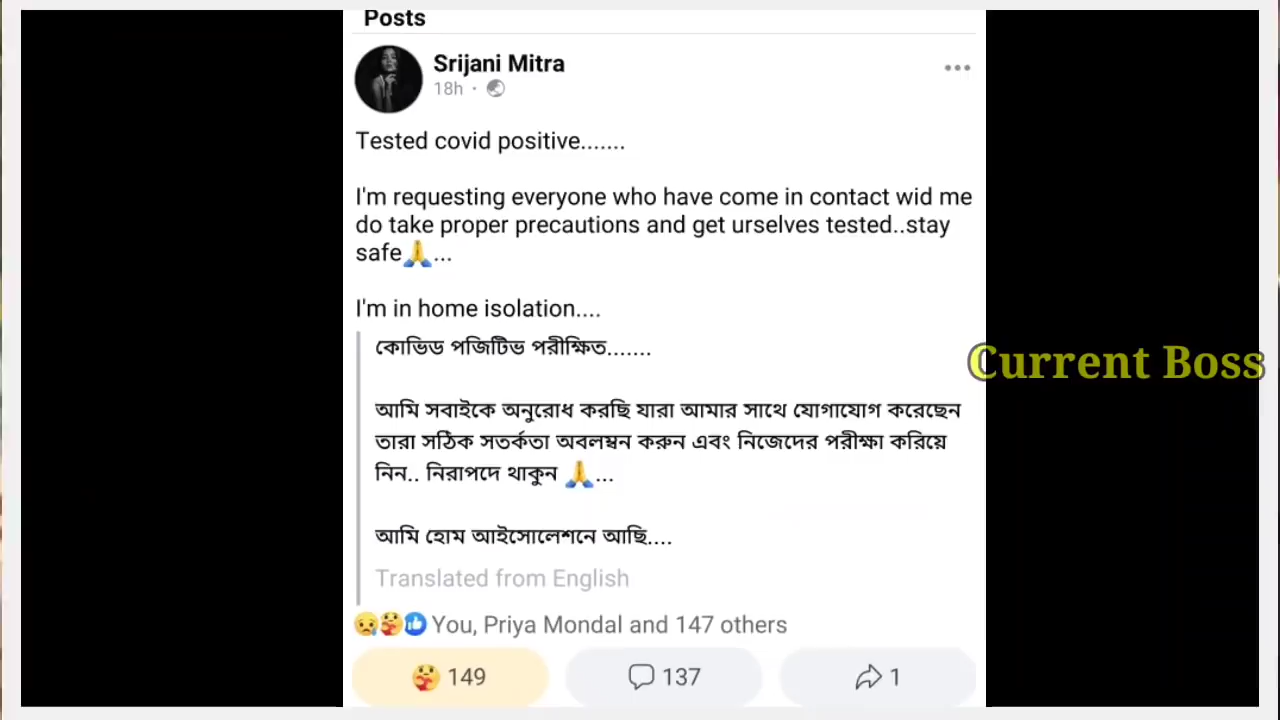 Posts
Srijani Mitra
18h ·
Tested covid positive.......
I'm requesting everyone who have come in contact wid me
do take proper precautions and get urselves tested..stay
safe🙏...
I'm in home isolation....
কোভিড পজিটিভ পরীক্ষিত.......
আমি সবাইকে অনুরোধ করছি যারা আমার সাথে যোগাযোগ করেছেন
তারা সঠিক সতর্কতা অবলম্বন করুন এবং নিজেদের পরীক্ষা করিয়ে
নিন.. নিরাপদে থাকুন 🙏...
আমি হোম আইসোলেশনে আছি....
Translated from English
You, Priya Mondal and 147 others
149
137
1
Current Boss